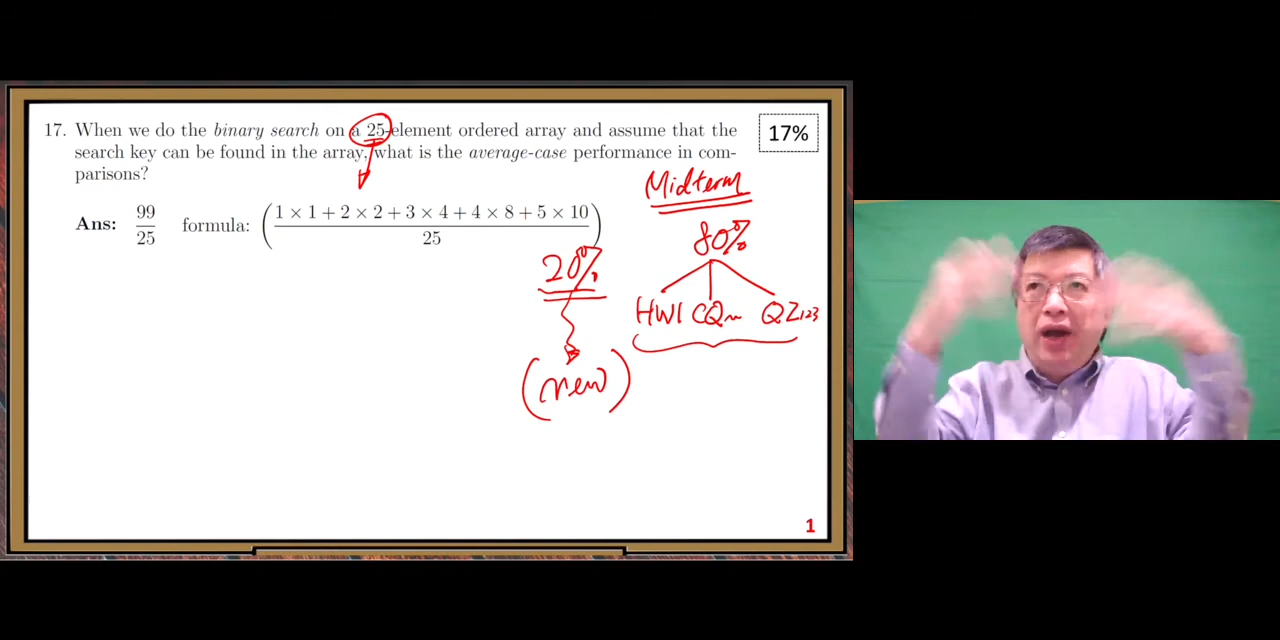 17. When we do the binary search on a 25-element ordered array and assume that the
search key can be found in the array, what is the average-case performance in com-
parisons?
17%
Ans: 99/25 formula: (1 × 1 + 2 × 2 + 3 × 4 + 4 × 8 + 5 × 10 / 25)
Midterm
80%
20%
HW1 CQ~ QZ123
(new)
1